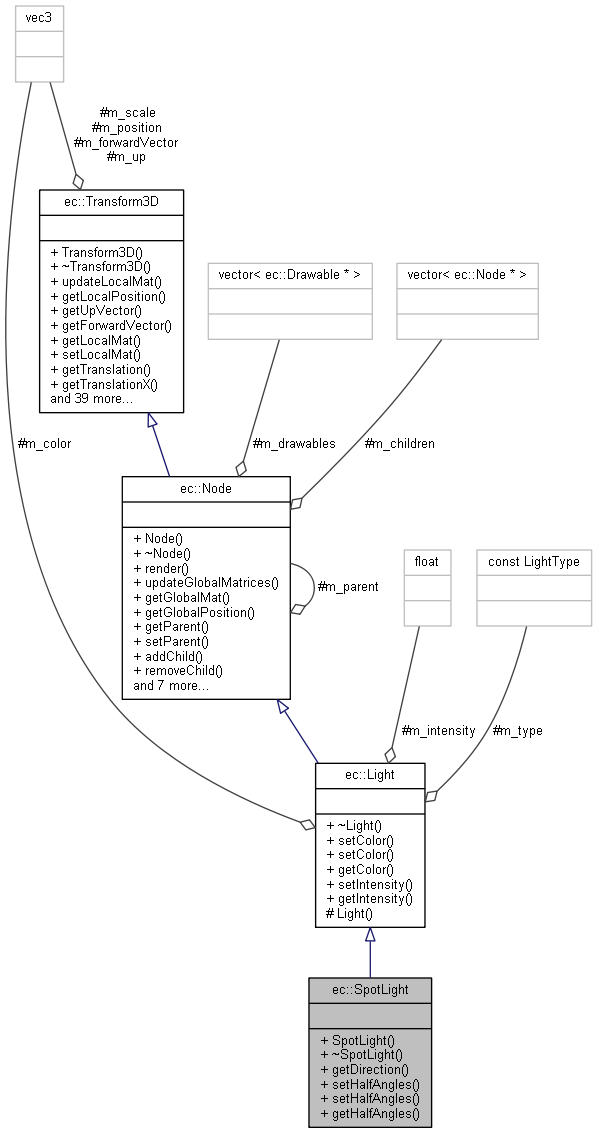 vec3
#m_scale
#m_position
#m_forwardVector
#m_up
ec::Transform3D
+ Transform3D()
+ ~Transform3D()
+ updateLocalMat()
+ getLocalPosition()
+ getUpVector()
+ getForwardVector()
+ getLocalMat()
+ setLocalMat()
+ getTranslation()
+ getTranslationX()
and 39 more...
vector< ec::Drawable * >
vector< ec::Node * >
#m_color
#m_drawables
#m_children
ec::Node
+ Node()
+ ~Node()
+ render()
+ updateGlobalMatrices()
+ getGlobalMat()
+ getGlobalPosition()
+ getParent()
+ setParent()
+ addChild()
+ removeChild()
and 7 more...
#m_parent
float
const LightType
#m_intensity
#m_type
ec::Light
+ ~Light()
+ setColor()
+ setColor()
+ getColor()
+ setIntensity()
+ getIntensity()
# Light()
ec::SpotLight
+ SpotLight()
+ ~SpotLight()
+ getDirection()
+ setHalfAngles()
+ setHalfAngles()
+ getHalfAngles()